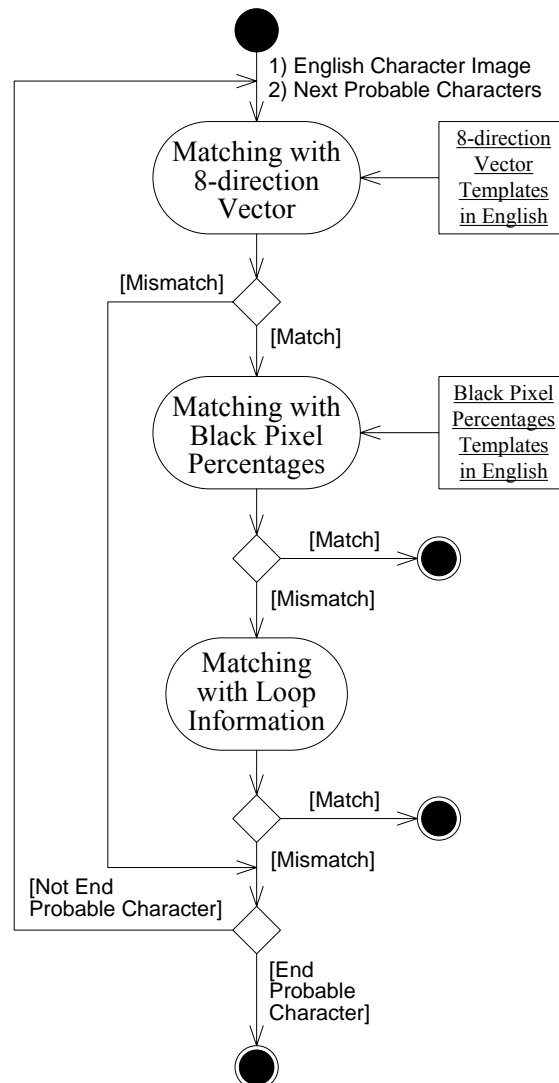 1) English Character Image
2) Next Probable Characters
Matching with
8-direction
Vector
8-direction
Vector
Templates
in English
[Mismatch]
[Match]
Matching with
Black Pixel
Percentages
Black Pixel
Percentages
Templates
in English
[Match]
[Mismatch]
Matching
with Loop
Information
[Match]
[Mismatch]
[Not End
Probable Character]
[End
Probable
Character]